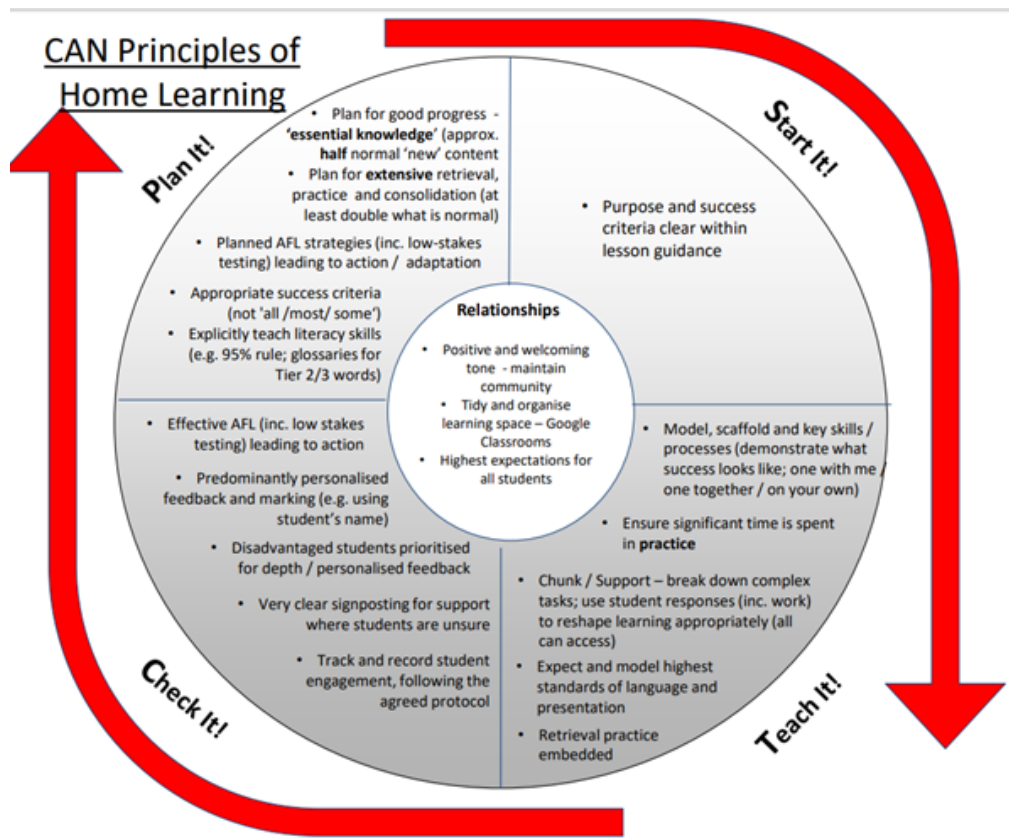 CAN Principles of
Home Learning
Plan It!
• Plan for good progress -
'essential knowledge' (approx.
half normal 'new' content
• Plan for extensive retrieval,
practice and consolidation (at
least double what is normal)
• Planned AFL strategies (inc. low-stakes
testing) leading to action / adaptation
• Appropriate success criteria
(not 'all /most/ some')
• Explicitly teach literacy skills
(e.g. 95% rule; glossaries for
Tier 2/3 words)
Start It!
• Purpose and success
criteria clear within
lesson guidance
Relationships
• Positive and welcoming
tone - maintain
community
• Tidy and organise
learning space – Google
Classrooms
• Highest expectations for
all students
• Model, scaffold and key skills /
processes (demonstrate what
success looks like; one with me /
one together / on your own)
• Ensure significant time is spent
in practice
• Chunk / Support – break down complex
tasks; use student responses (inc. work)
to reshape learning appropriately (all
can access)
• Expect and model highest
standards of language and
presentation
• Retrieval practice
embedded
Teach It!
• Effective AFL (inc. low stakes
testing) leading to action
• Predominantly personalised
feedback and marking (e.g. using
student's name)
• Disadvantaged students prioritised
for depth / personalised feedback
• Very clear signposting for support
where students are unsure
• Track and record student
engagement, following the
agreed protocol
Check It!